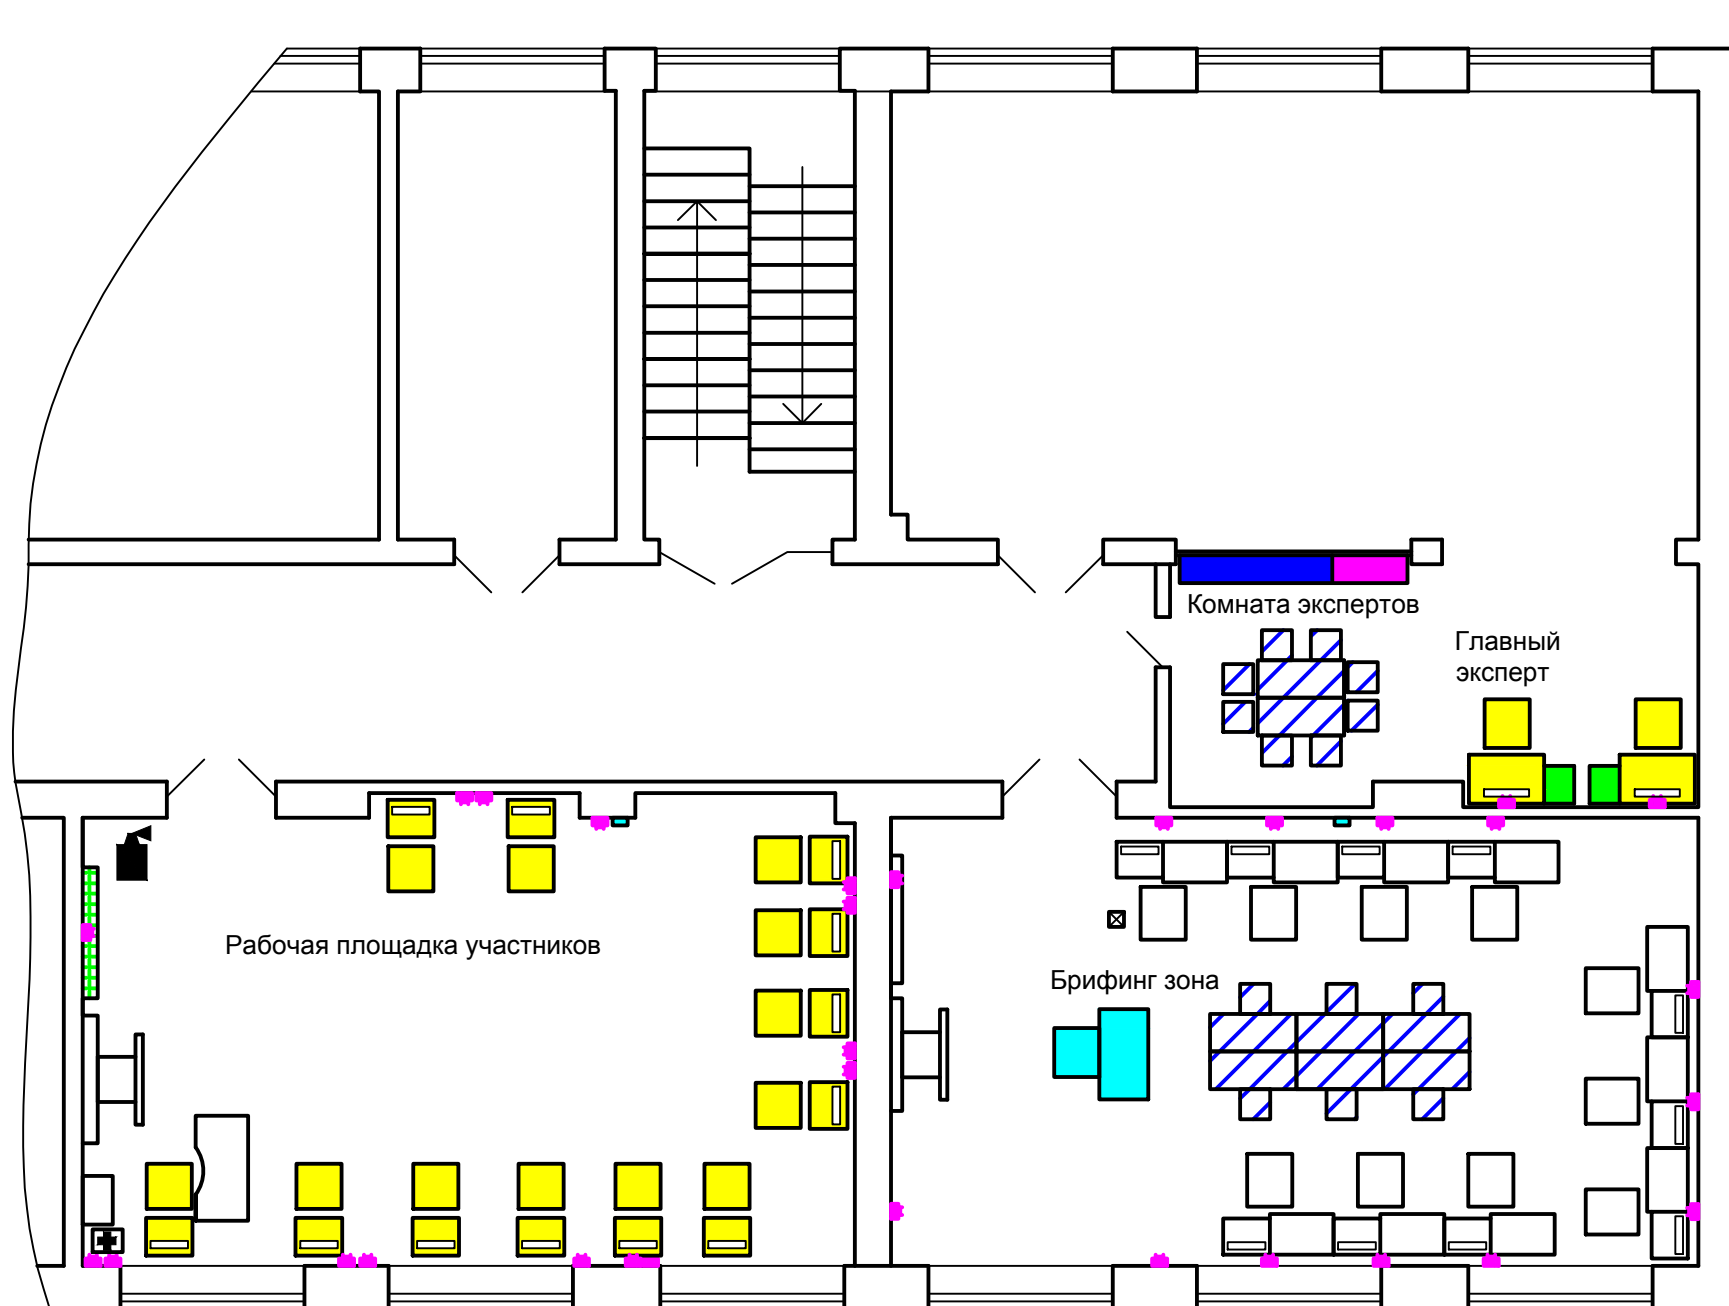 Комната экспертов
Главный
эксперт
Рабочая площадка участников
Брифинг зона